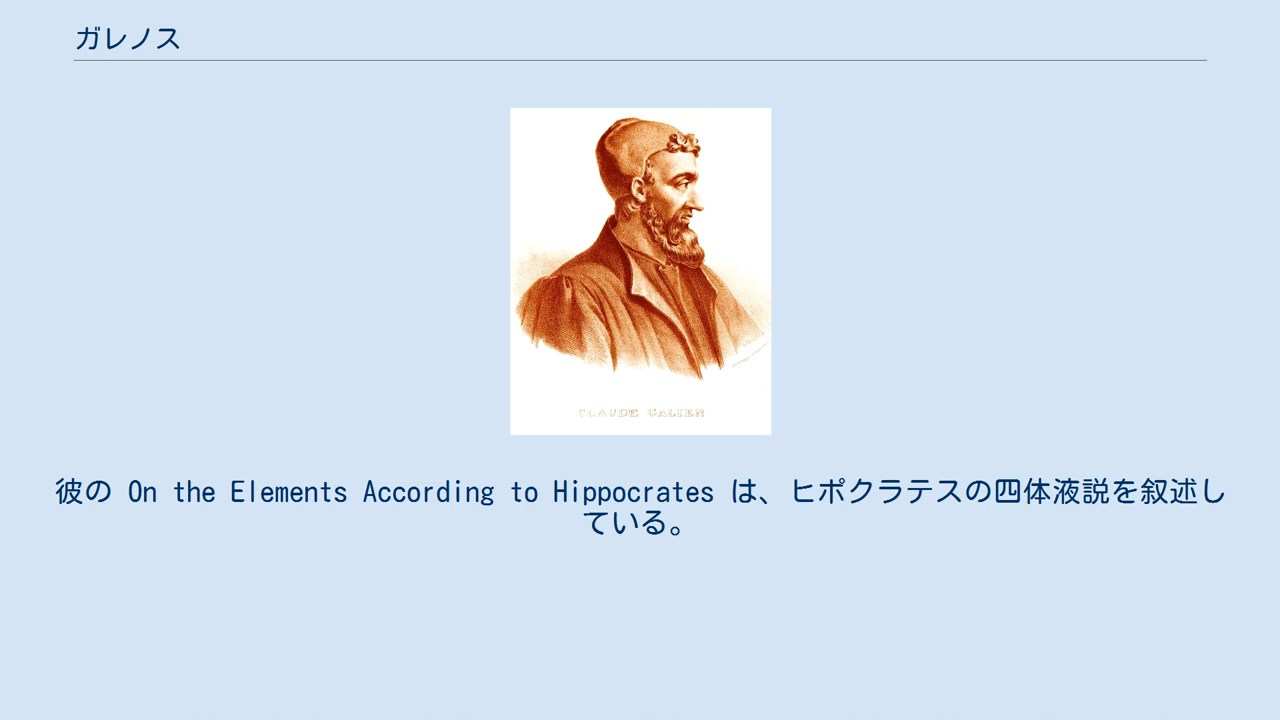 ガレノス
CLAUDE GALIEN
彼の On the Elements According to Hippocrates は、ヒポクラテスの四体液説を叙述し
ている。